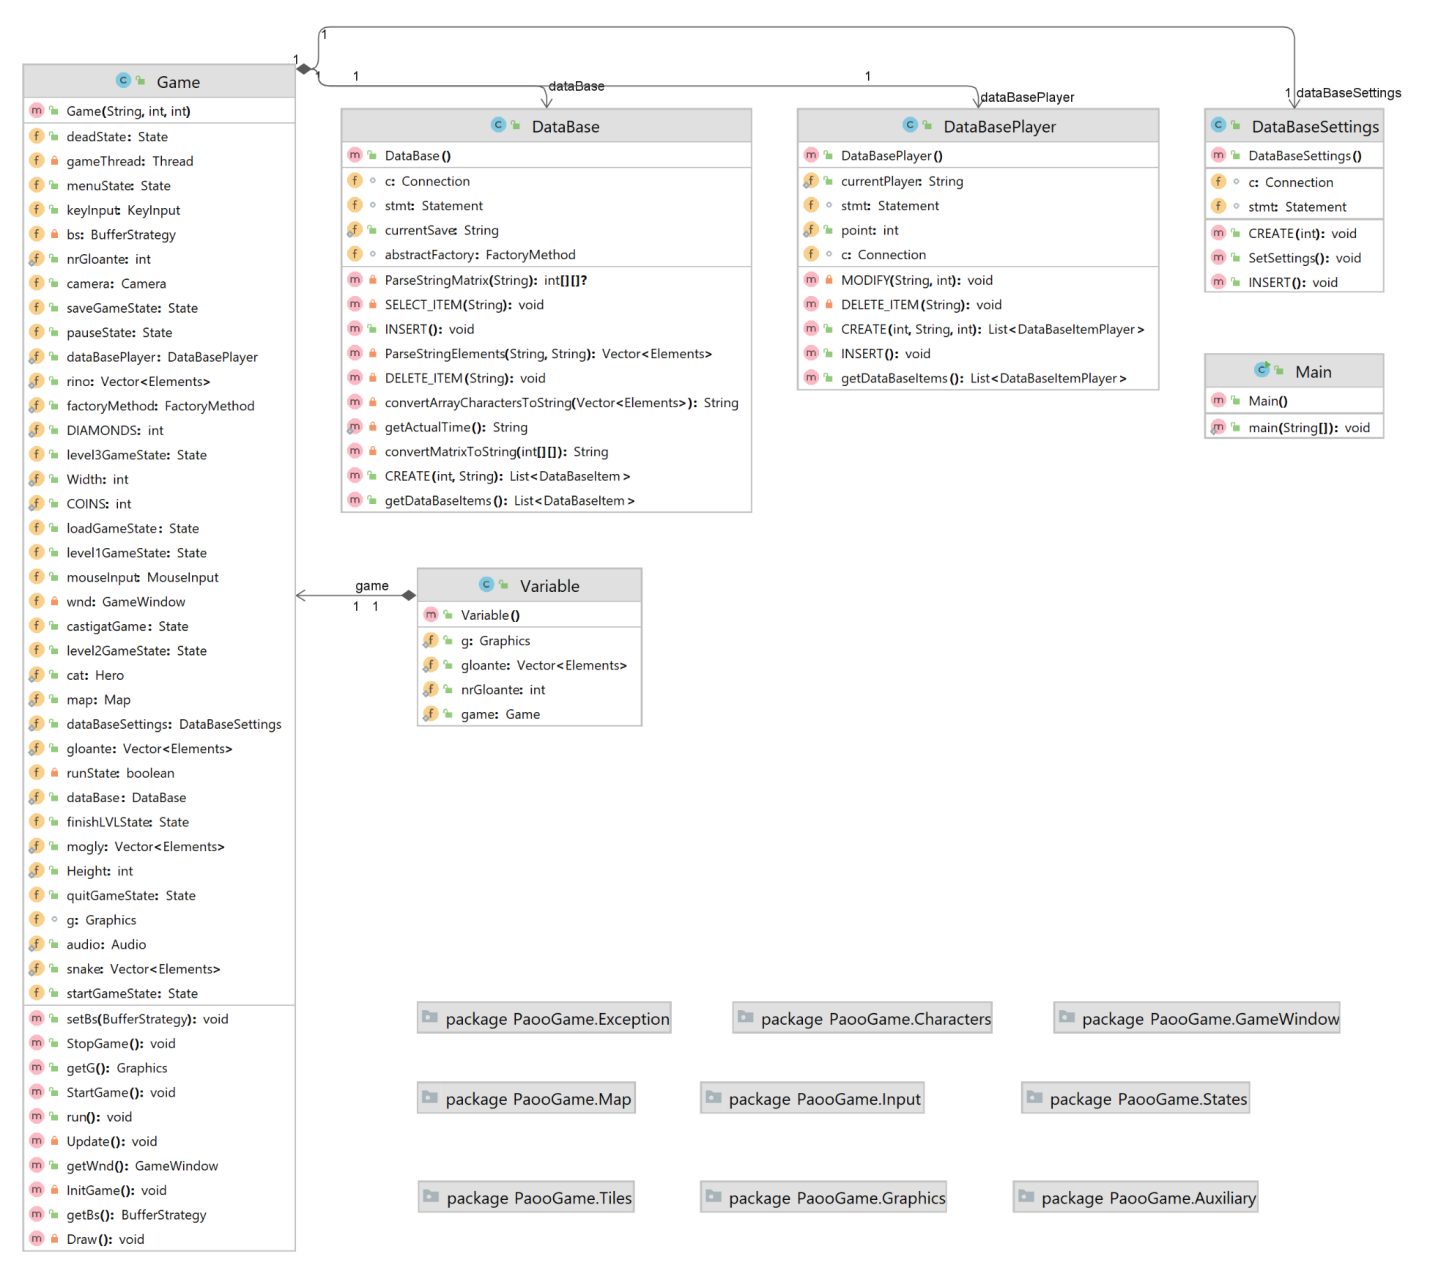 Game
Game(String, int, int)
deadState: State
gameThread: Thread
menuState: State
keyInput: KeyInput
bs: BufferStrategy
nrGloante: int
camera: Camera
saveGameState: State
pauseState: State
dataBasePlayer: DataBasePlayer
rino: Vector<Elements>
factoryMethod: FactoryMethod
DIAMONDS: int
level3GameState: State
Width: int
COINS: int
loadGameState: State
level1GameState: State
mouseInput: MouseInput
wnd: GameWindow
castigatGame: State
level2GameState: State
cat: Hero
map: Map
dataBaseSettings: DataBaseSettings
gloante: Vector<Elements>
runState: boolean
dataBase: DataBase
finishLVLState: State
mogly: Vector<Elements>
Height: int
quitGameState: State
g: Graphics
audio: Audio
snake: Vector<Elements>
startGameState: State
setBs(BufferStrategy): void
StopGame(): void
getG(): Graphics
StartGame(): void
run(): void
Update(): void
getWnd(): GameWindow
InitGame(): void
getBs(): BufferStrategy
Draw(): void
1
1
1
1
dataBase
1
dataBasePlayer
1 dataBaseSettings
DataBase
DataBase()
c: Connection
stmt: Statement
currentSave: String
abstractFactory: FactoryMethod
ParseStringMatrix(String): int[][]?
SELECT_ITEM(String): void
INSERT(): void
ParseStringElements(String, String): Vector<Elements>
DELETE_ITEM(String): void
convertArrayCharactersToString(Vector<Elements>): String
getActualTime(): String
convertMatrixToString(int[][]): String
CREATE(int, String): List<DataBaseItem>
getDataBaseItems(): List<DataBaseItem>
DataBasePlayer
DataBasePlayer()
currentPlayer: String
stmt: Statement
point: int
c: Connection
MODIFY(String, int): void
DELETE_ITEM(String): void
CREATE(int, String, int): List<DataBaseItemPlayer>
INSERT(): void
getDataBaseItems(): List<DataBaseItemPlayer>
DataBaseSettings
DataBaseSettings()
c: Connection
stmt: Statement
CREATE(int): void
SetSettings(): void
INSERT(): void
Main
Main()
main(String[]): void
game
1 1
Variable
Variable()
g: Graphics
gloante: Vector<Elements>
nrGloante: int
game: Game
package PaooGame.Exception
package PaooGame.Characters
package PaooGame.GameWindow
package PaooGame.Map
package PaooGame.Input
package PaooGame.States
package PaooGame.Tiles
package PaooGame.Graphics
package PaooGame.Auxiliary